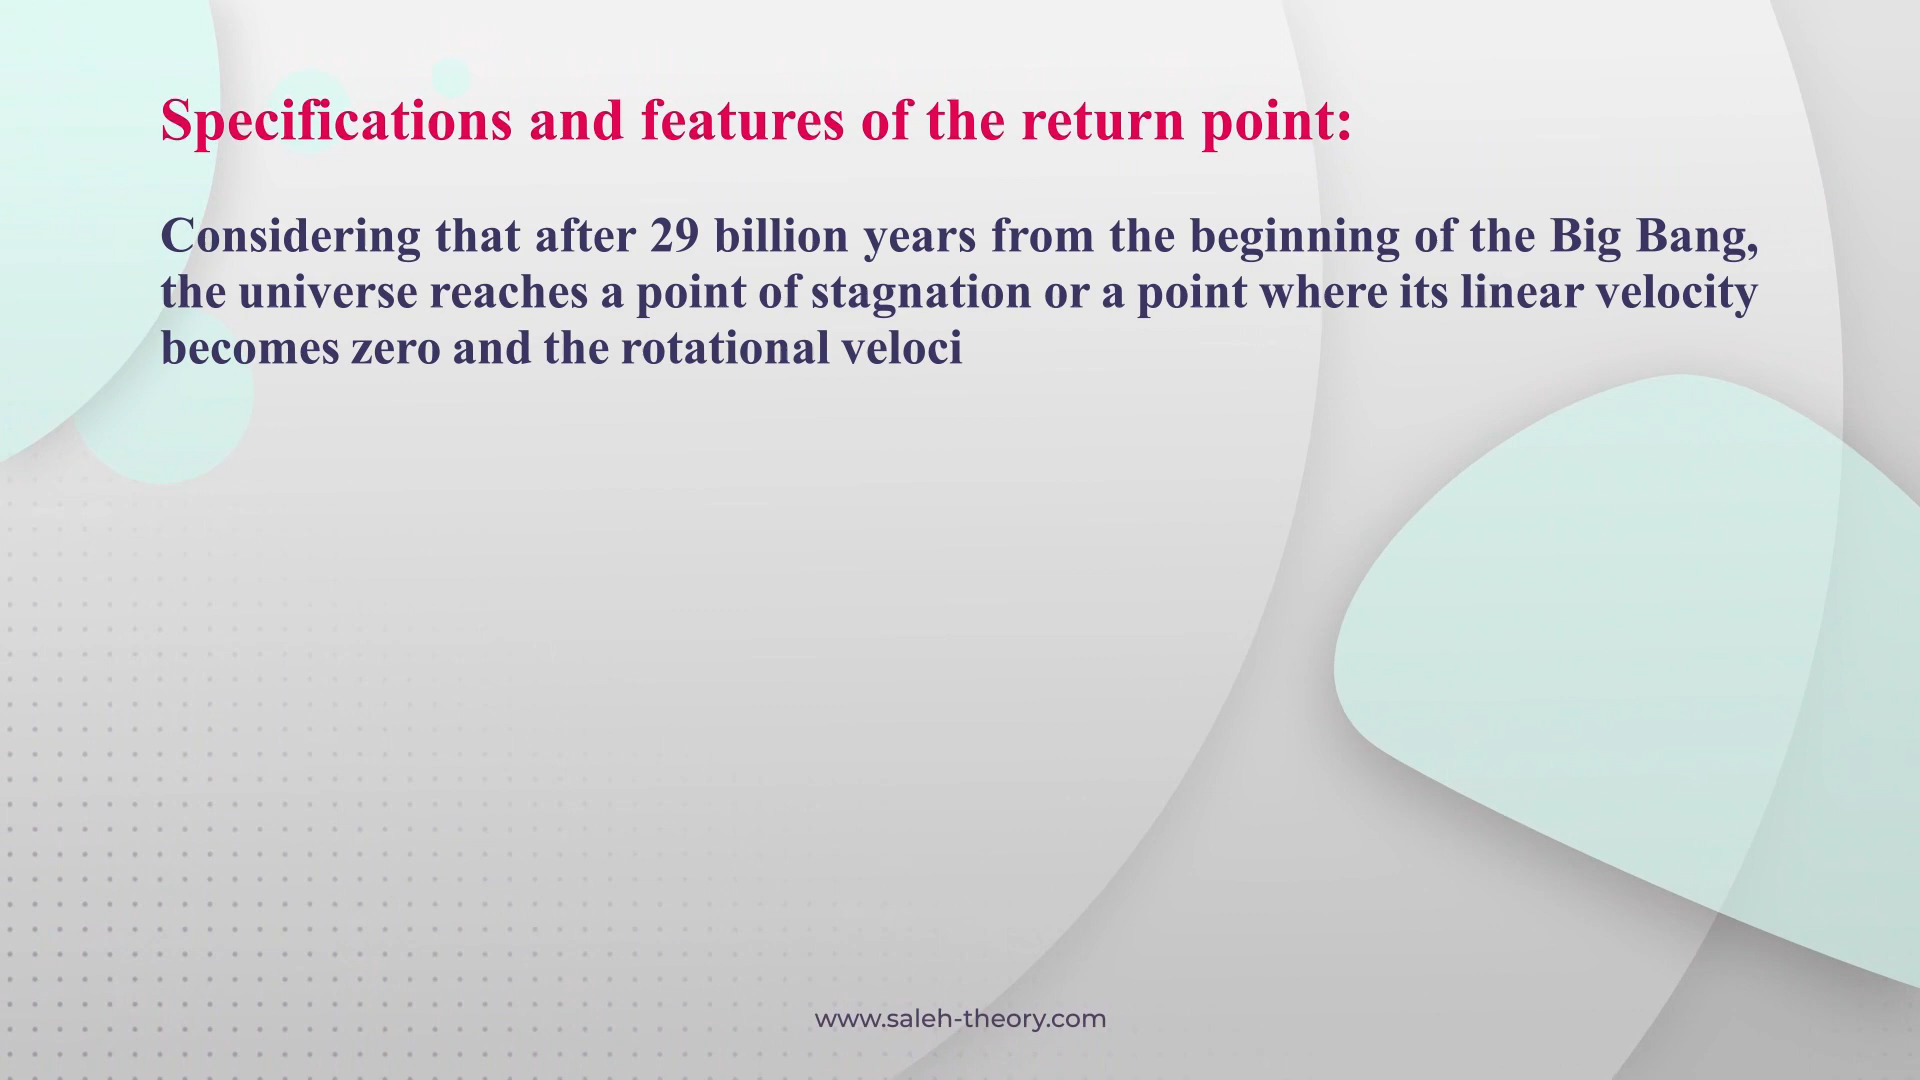 Specifications and features of the return point:
Considering that after 29 billion years from the beginning of the Big Bang,
the universe reaches a point of stagnation or a point where its linear velocity
becomes zero and the rotational veloci
www.saleh-theory.com